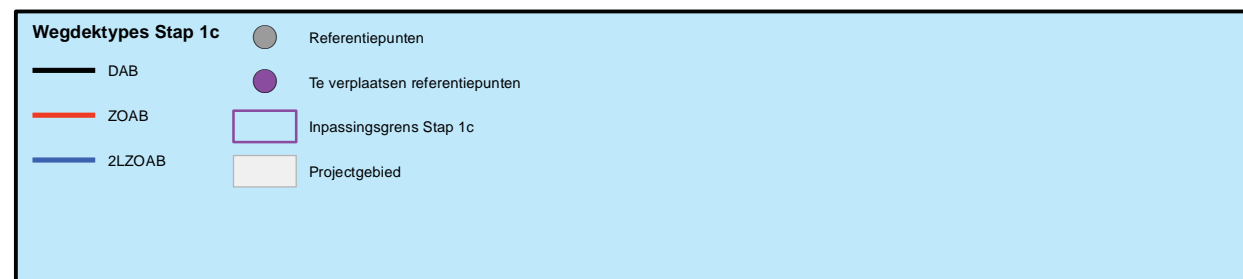 Wegdektypes Stap 1c
DAB
ZOAB
2LZOAB
Referentiepunten
Te verplaatsen referentiepunten
Inpassingsgrens Stap 1c
Projectgebied